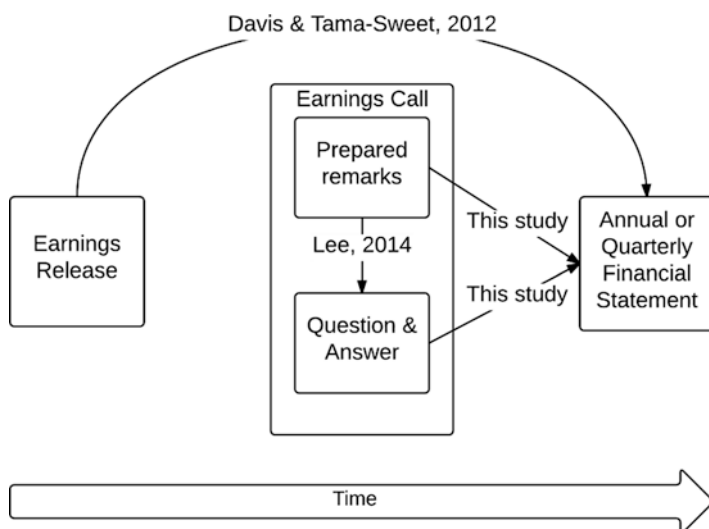 Davis & Tama-Sweet, 2012
Earnings Call
Prepared
remarks
Earnings
Release
Lee, 2014
This study
This study
Question &
Answer
Annual or
Quarterly
Financial
Statement
Time